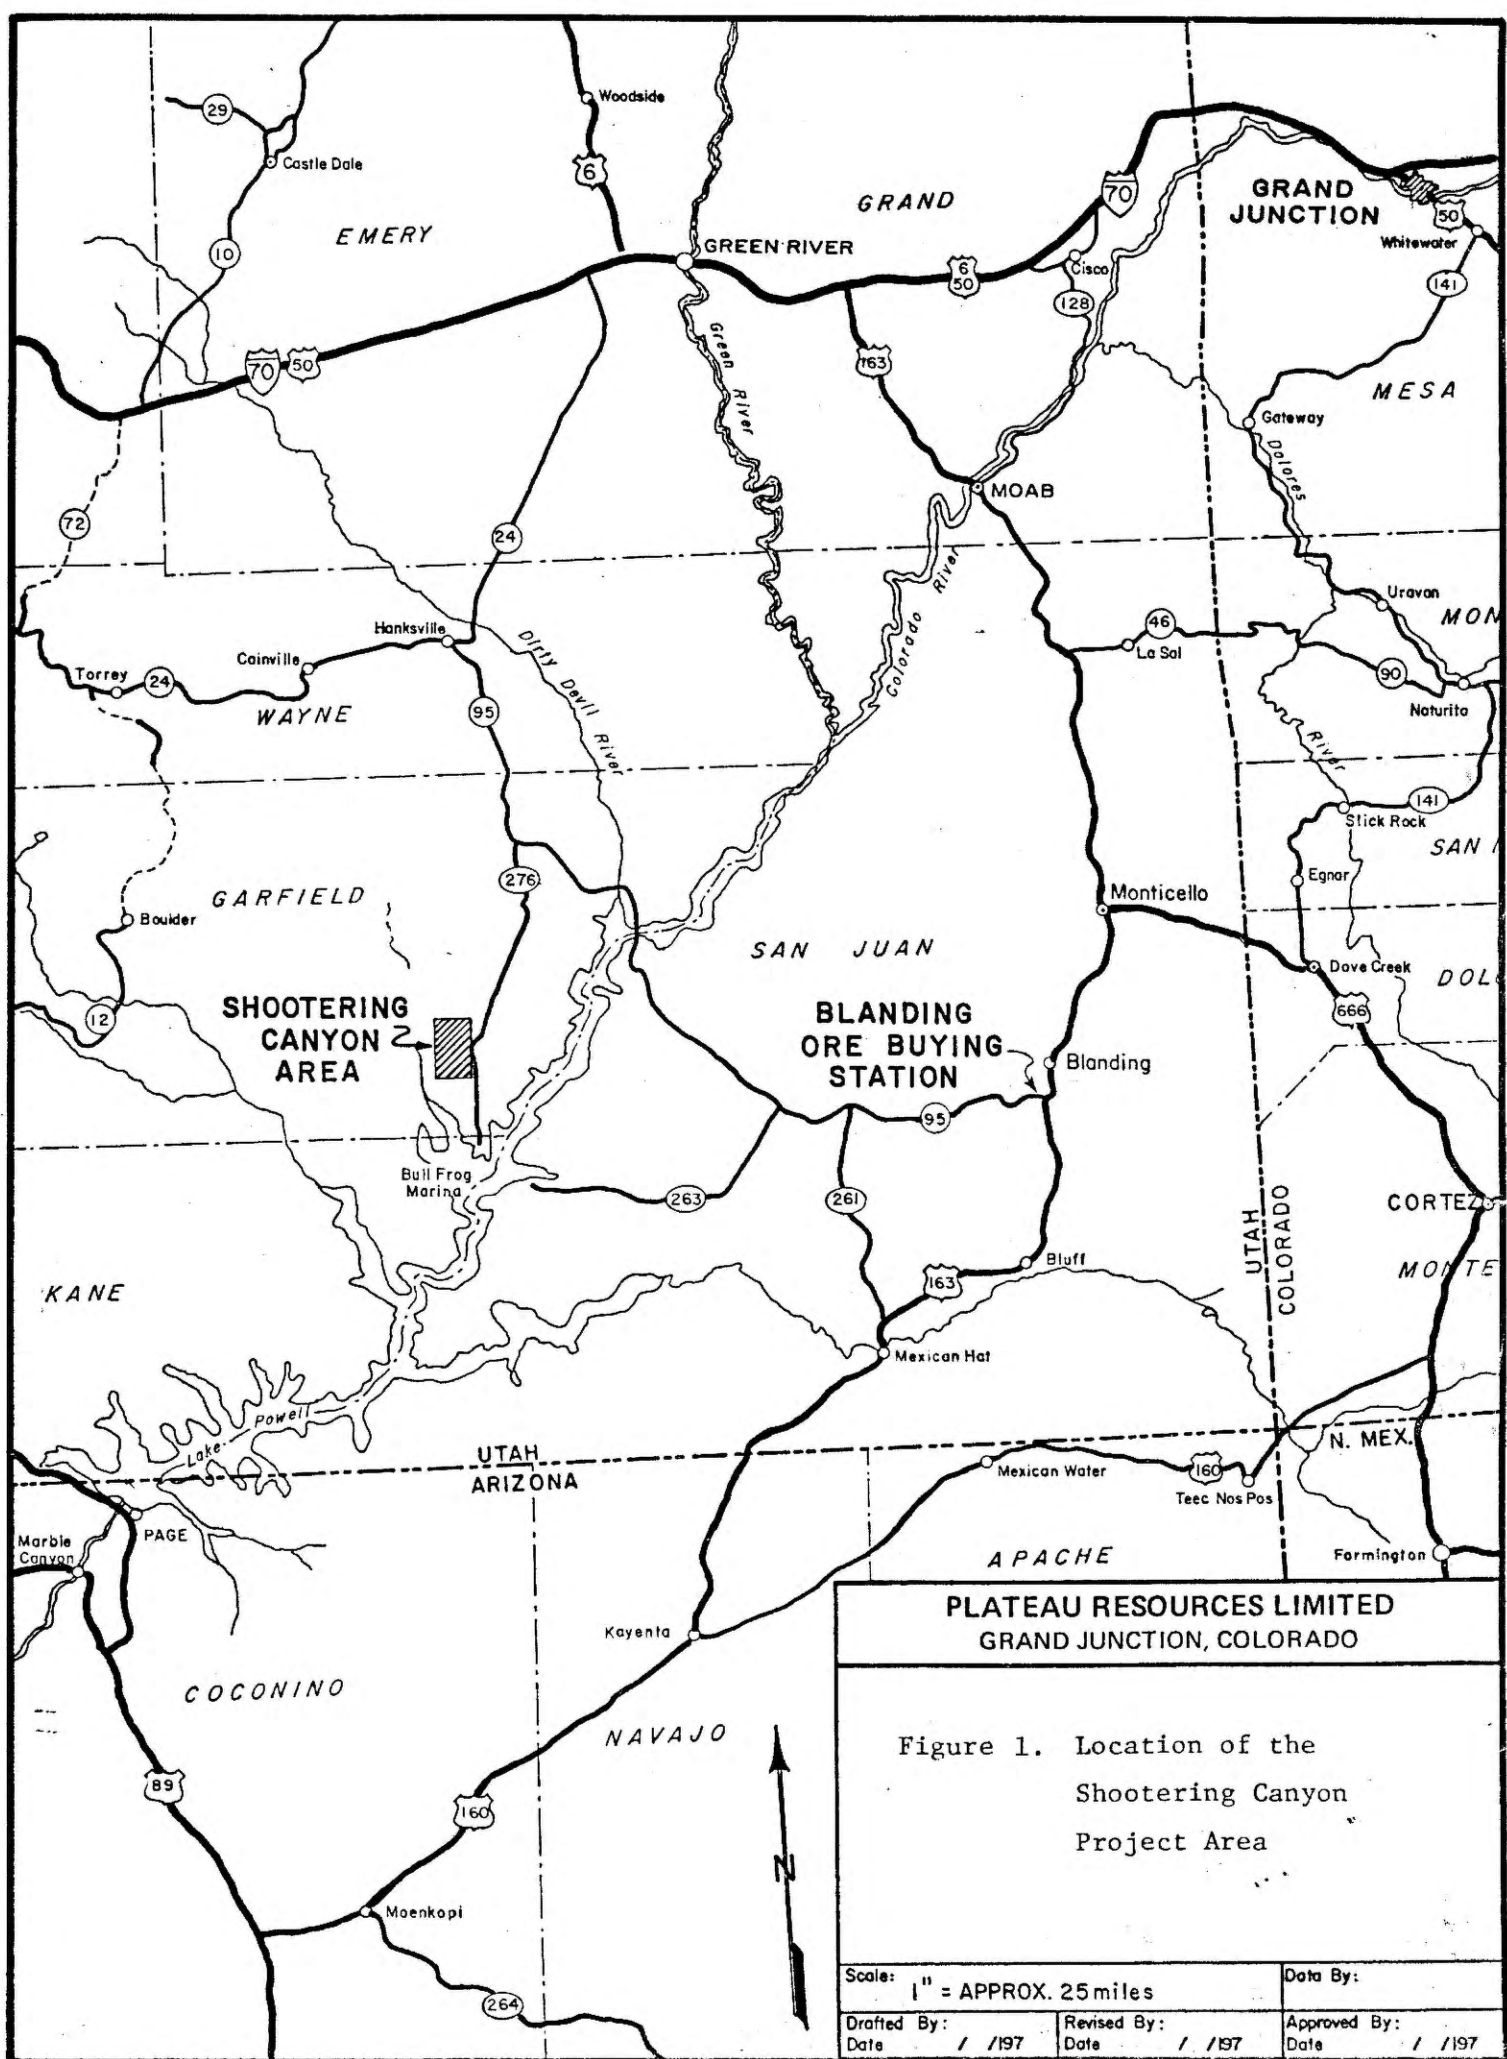 Woodside
29
Castle Dale
6
GRAND
70
GRAND
JUNCTION
50
Whitewater
EMERY
10
GREEN RIVER
6
50
Cisco
128
141
70
50
Green River
163
MESA
Gateway
Dolores
MOAB
72
24
Colorado River
Uravan
MON
Hanksville
Dirty Devil River
46
La Sal
Cainville
Torrey
24
90
Naturita
WAYNE
95
River
141
Slick Rock
SAN
276
Egnar
GARFIELD
Monticello
Boulder
SAN JUAN
Dove Creek
DOL
SHOOTERING
CANYON
AREA
12
BLANDING
ORE BUYING
STATION
666
Blanding
95
Bull Frog
Marina
263
261
CORTEZ
UTAH
COLORADO
Bluff
163
MONTE
KANE
Mexican Hat
Lake Powell
UTAH
ARIZONA
N. MEX.
Mexican Water
160
Teec Nos Pos
PAGE
Marble
Canyon
APACHE
Farmington
Kayenta
COCONINO
NAVAJO
89
160
N
Moenkopi
264
PLATEAU RESOURCES LIMITED
GRAND JUNCTION, COLORADO
Figure 1. Location of the
Shootering Canyon
Project Area
Scale: 1" = APPROX. 25 miles
Data By:
Drafted By:
Date / /197
Revised By:
Date / /197
Approved By:
Date / /197